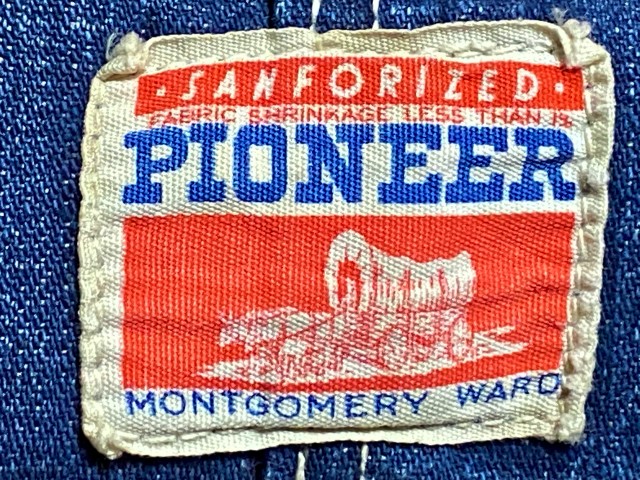 ·SANFORIZED·
FABRIC SHRINKAGE LESS THAN 1%
PIONEER
MONTGOMERY WARD